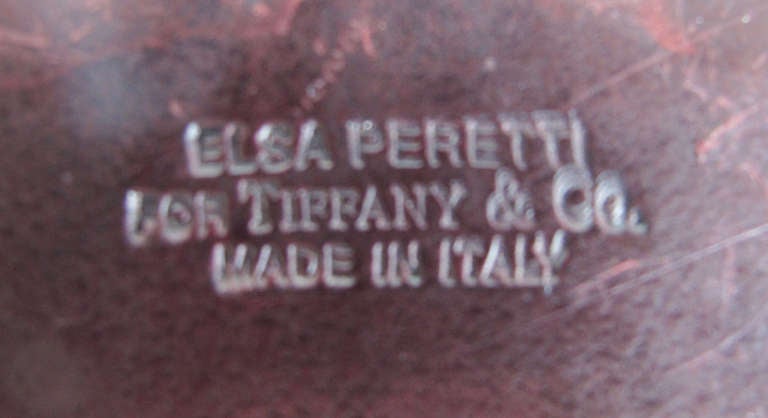 ELSA PERETTI
FOR TIFFANY & CO.
MADE IN ITALY